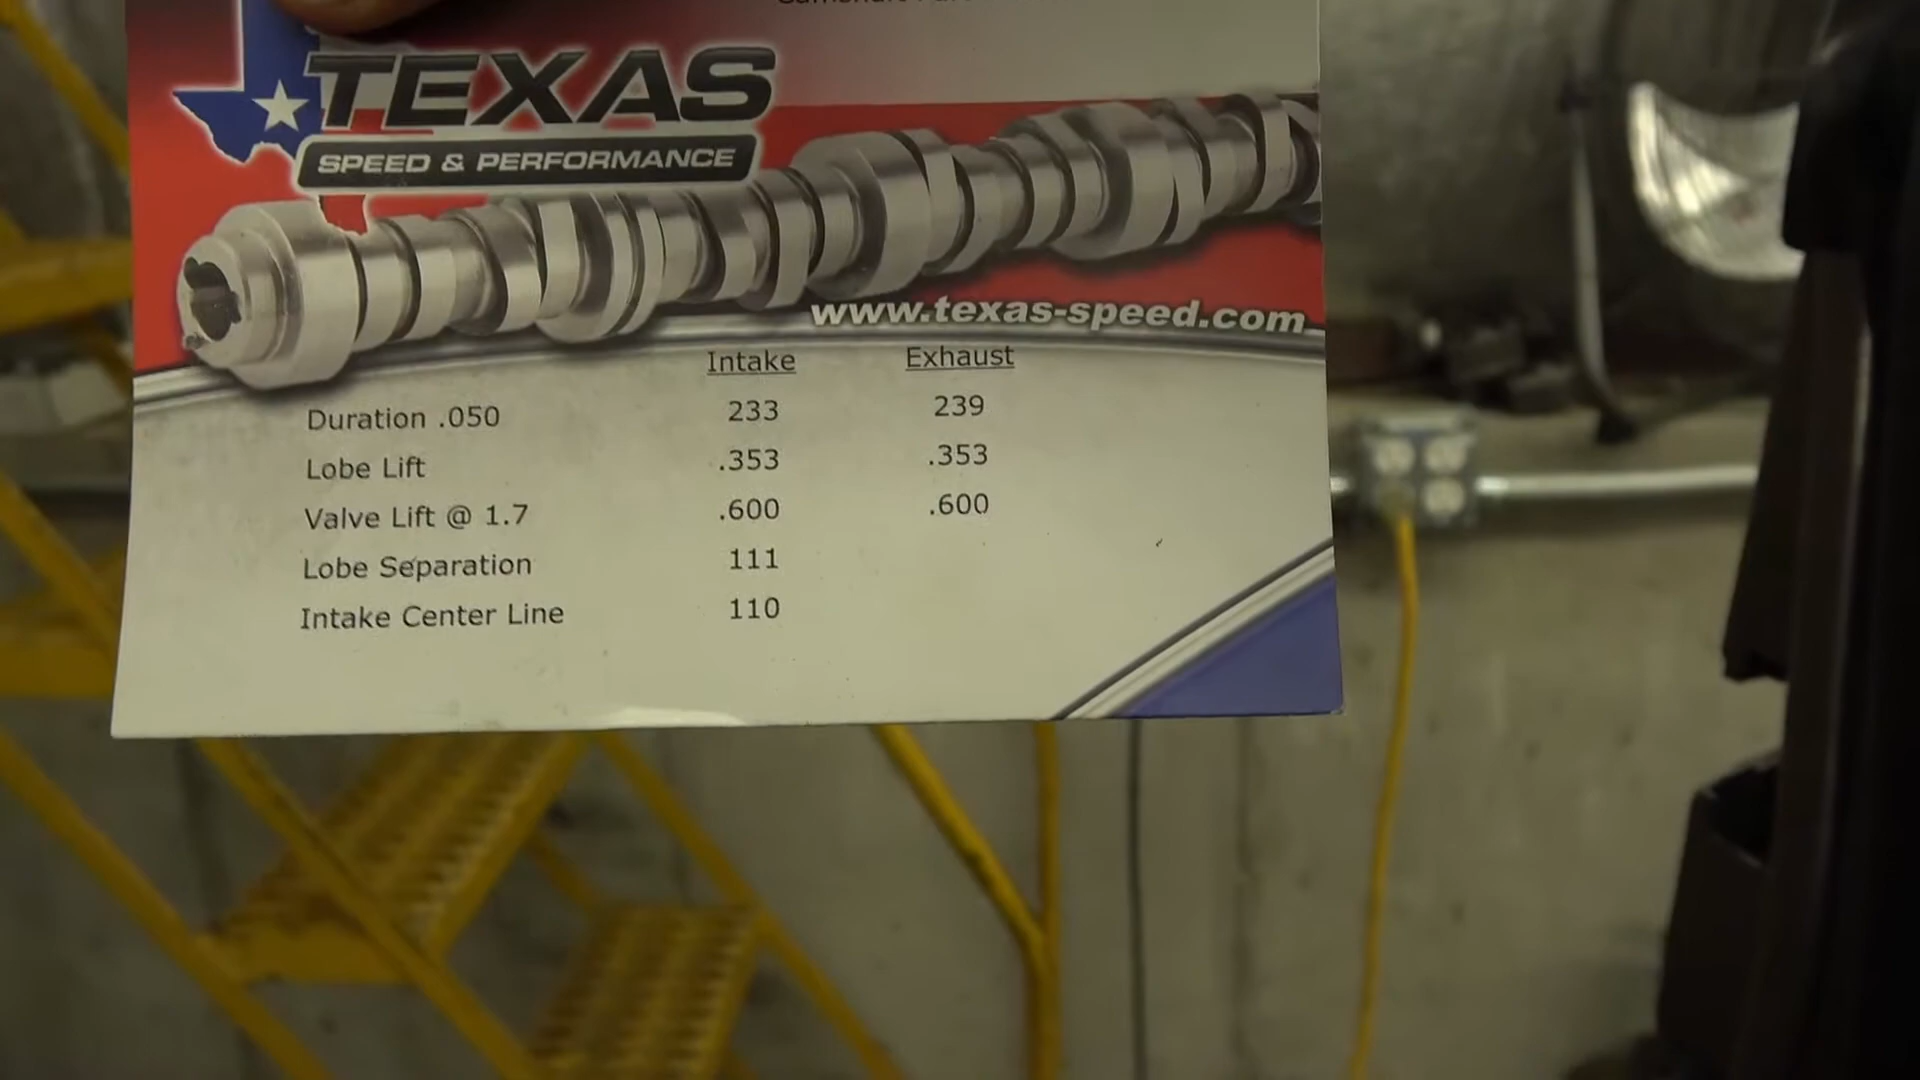 TEXAS
SPEED & PERFORMANCE
www.texas-speed.com
Intake Exhaust
Duration .050 233 239
Lobe Lift .353 .353
Valve Lift @ 1.7 .600 .600
Lobe Separation 111
Intake Center Line 110